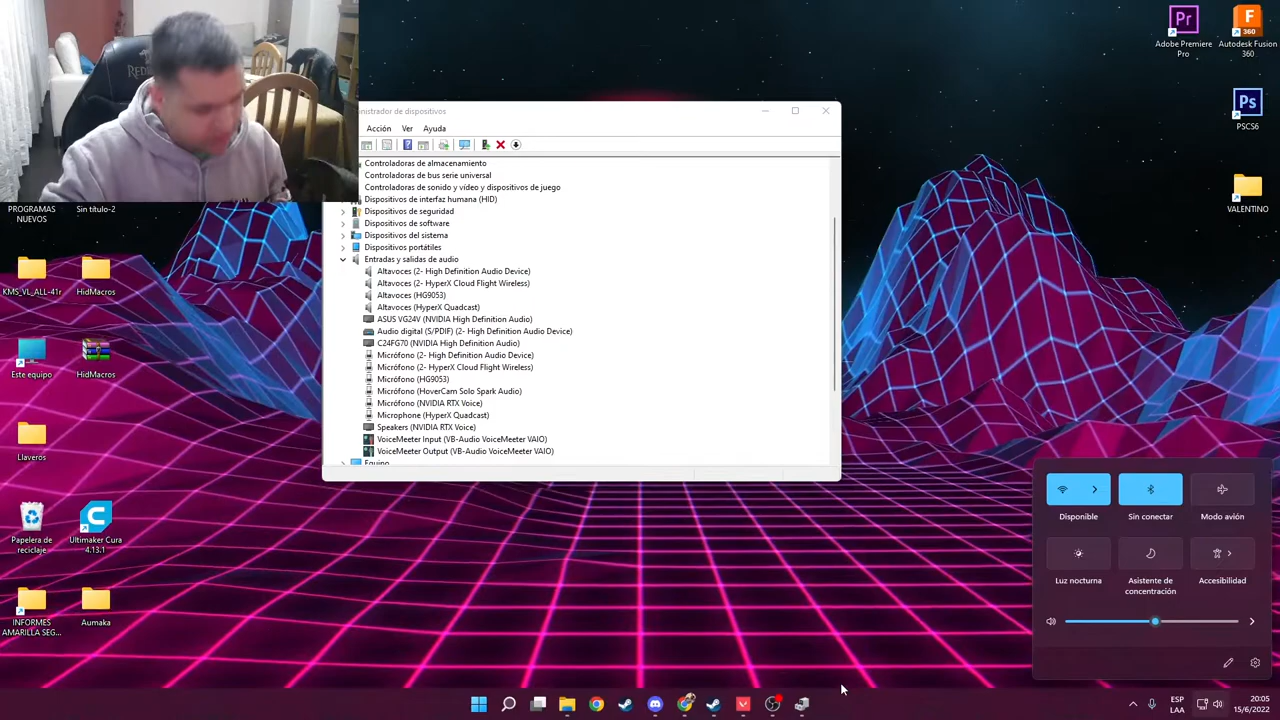 RED
Adobe Premiere
Pro
Autodesk Fusion
360
PSCS6
VALENTINO
PROGRAMAS
NUEVOS
Sin título-2
KMS_VL_ALL-41r
HidMacros
Este equipo
HidMacros
Llaveros
Papelera de
reciclaje
Ultimaker Cura
4.13.1
INFORMES
AMARILLA SEG...
Aumaka
nistrador de dispositivos
Acción Ver Ayuda
Controladoras de almacenamiento
Controladoras de bus serie universal
Controladoras de sonido y vídeo y dispositivos de juego
Dispositivos de interfaz humana (HID)
Dispositivos de seguridad
Dispositivos de software
Dispositivos del sistema
Dispositivos portátiles
Entradas y salidas de audio
Altavoces (2- High Definition Audio Device)
Altavoces (2- HyperX Cloud Flight Wireless)
Altavoces (HG9053)
Altavoces (HyperX Quadcast)
ASUS VG24V (NVIDIA High Definition Audio)
Audio digital (S/PDIF) (2- High Definition Audio Device)
C24FG70 (NVIDIA High Definition Audio)
Micrófono (2- High Definition Audio Device)
Micrófono (2- HyperX Cloud Flight Wireless)
Micrófono (HG9053)
Micrófono (HoverCam Solo Spark Audio)
Micrófono (NVIDIA RTX Voice)
Microphone (HyperX Quadcast)
Speakers (NVIDIA RTX Voice)
VoiceMeeter Input (VB-Audio VoiceMeeter VAIO)
VoiceMeeter Output (VB-Audio VoiceMeeter VAIO)
Equipo
Disponible
Sin conectar
Modo avión
Luz nocturna
Asistente de
concentración
Accesibilidad
ESP
LAA
20:05
15/6/2022